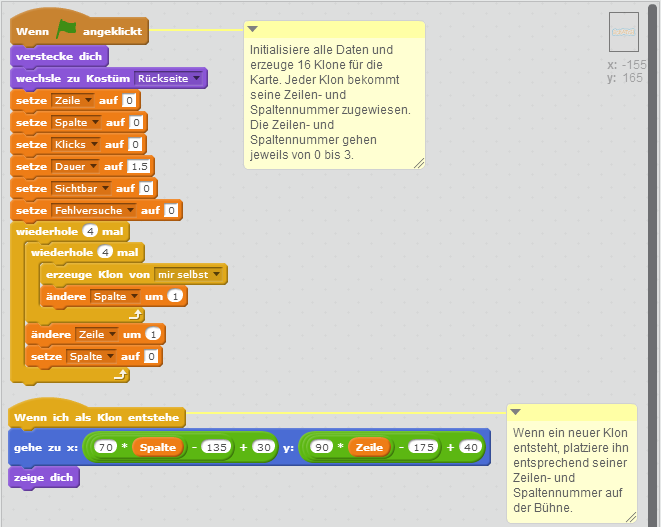 Wenn angeklickt
verstecke dich
wechsle zu Kostüm Rückseite
setze Zeile auf 0
setze Spalte auf 0
setze Klicks auf 0
setze Dauer auf 1.5
setze Sichtbar auf 0
setze Fehlversuche auf 0
wiederhole 4 mal
wiederhole 4 mal
erzeuge Klon von mir selbst
ändere Spalte um 1
ändere Zeile um 1
setze Spalte auf 0
Initialisiere alle Daten und
erzeuge 16 Klone für die
Karte. Jeder Klon bekommt
seine Zeilen- und
Spaltennummer zugewiesen.
Die Zeilen- und
Spaltennummer gehen
jeweils von 0 bis 3.
x: -155
y: 165
Wenn ich als Klon entstehe
gehe zu x: 70 * Spalte - 135 + 30 y: 90 * Zeile - 175 + 40
zeige dich
Wenn ein neuer Klon
entsteht, platziere ihn
entsprechend seiner
Zeilen- und
Spaltennummer auf
der Bühne.